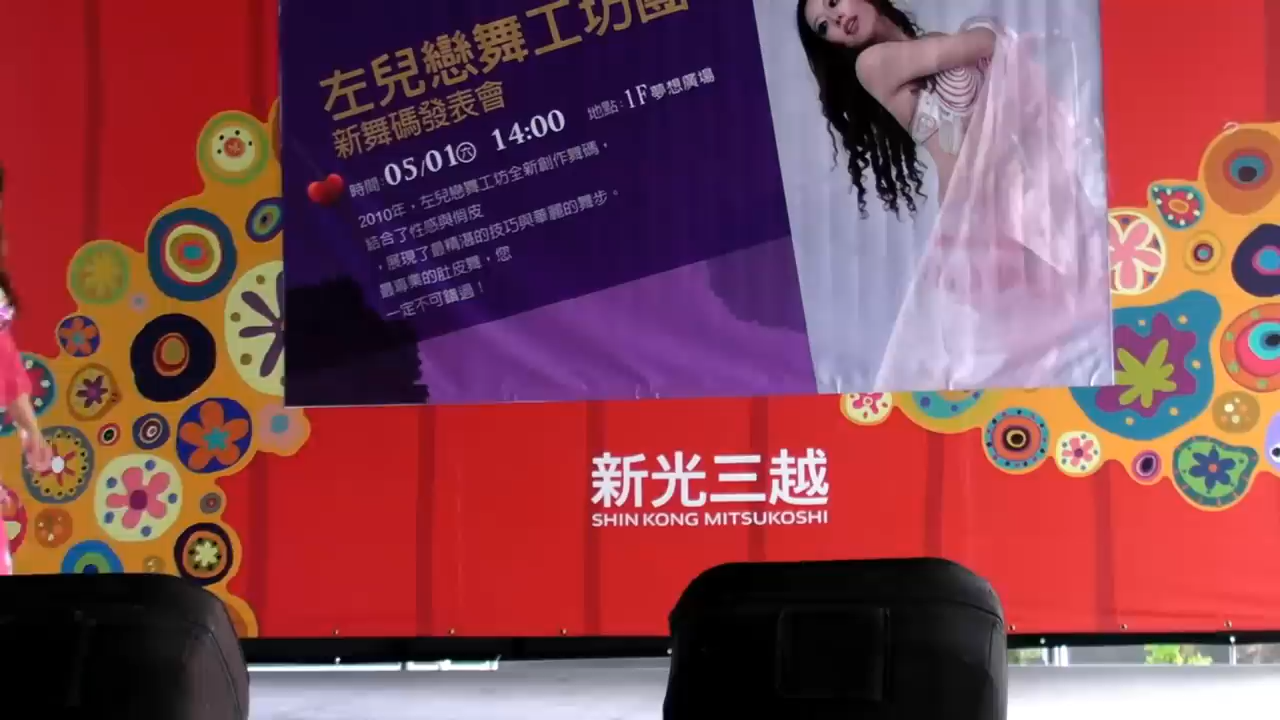 左兒戀舞工坊團
新舞碼發表會
時間:05/01㊅ 14:00 地點:1F夢想廣場
2010年,左兒戀舞工坊全新創作舞碼,
結合了性感與俏皮
,展現了最精湛的技巧與華麗的舞步。
最專業的肚皮舞,您
一定不可錯過!
新光三越
SHIN KONG MITSUKOSHI